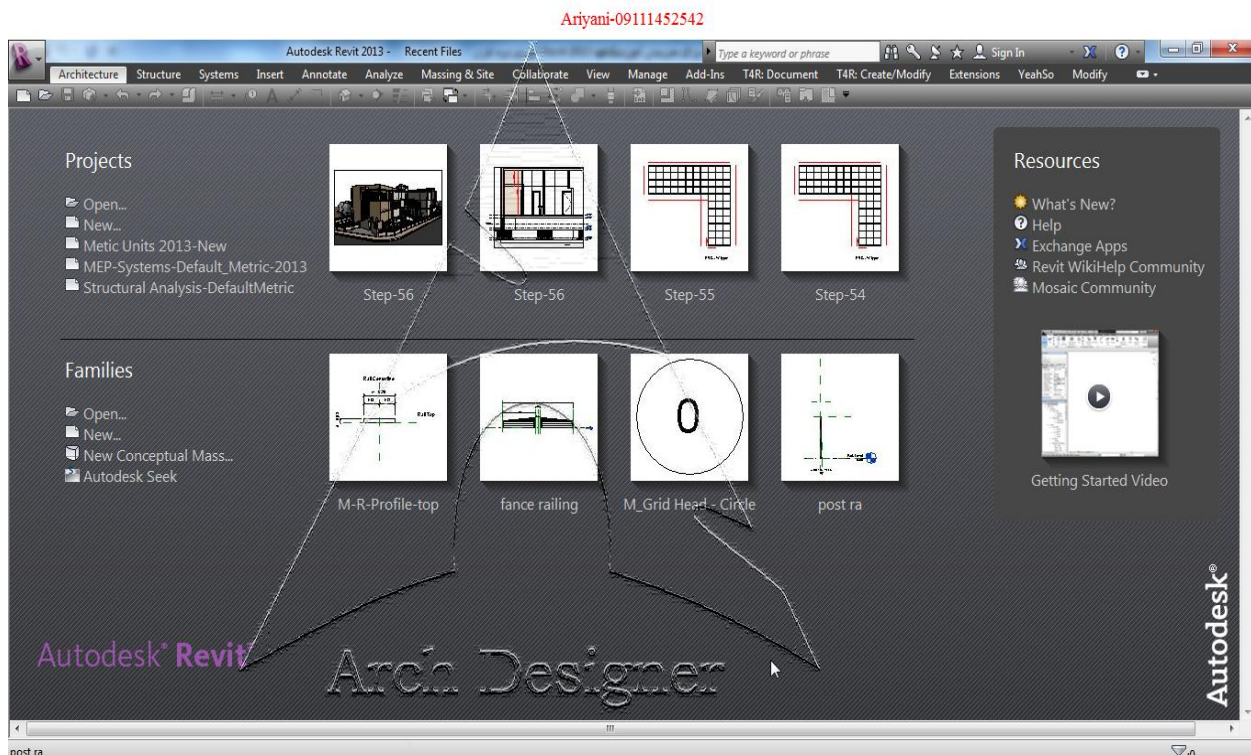 Ariyani-09111452542
Autodesk Revit 2013 - Recent Files
Type a keyword or phrase
Sign In
Architecture Structure Systems Insert Annotate Analyze Massing & Site Collaborate View Manage Add-Ins T4R: Document T4R: Create/Modify Extensions YeahSo Modify
Projects
Open...
New...
Metic Units 2013-New
MEP-Systems-Default_Metric-2013
Structural Analysis-DefaultMetric
Step-56
Step-56
Step-55
Step-54
Families
Open...
New...
New Conceptual Mass...
Autodesk Seek
Rail Top
0
M-R-Profile-top
fance railing
M_Grid Head - Circle
post ra
Resources
What's New?
Help
Exchange Apps
Revit WikiHelp Community
Mosaic Community
Getting Started Video
Autodesk® Revit
Arch Designer
Autodesk®
post ra
:0